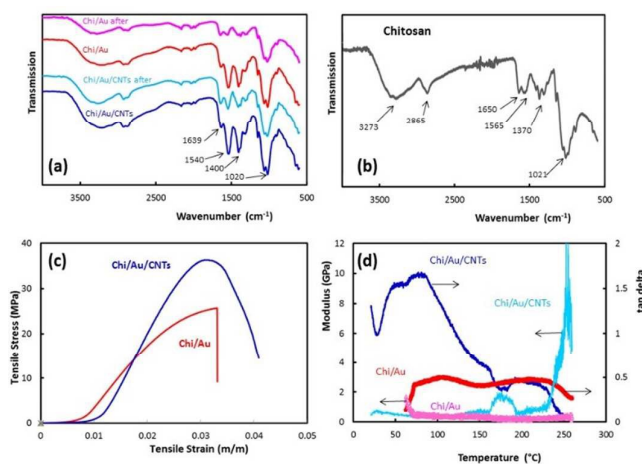 Chi/Au after
Chi/Au
Chi/Au/CNTs after
Chi/Au/CNTs
1639
1540
1400
1020
(a)
Transmission
4500
2500
500
Wavenumber (cm-1)
Chitosan
3273
2865
1650
1565
1370
1021
(b)
Transmission
3500
1500
Wavenumber (cm-1)
(c)
Chi/Au/CNTs
Chi/Au
Tensile Stress (MPa)
40
30
20
10
0
0
0.01
0.02
0.03
0.04
0.05
Tensile Strain (m/m)
(d)
Chi/Au/CNTs
Chi/Au/CNTs
Chi/Au
Chi/Au
Modulus (GPa)
12
10
8
6
4
2
0
2
1.5
1
0.5
0
tan delta
0
50
100
150
200
250
300
Temperature (°C)